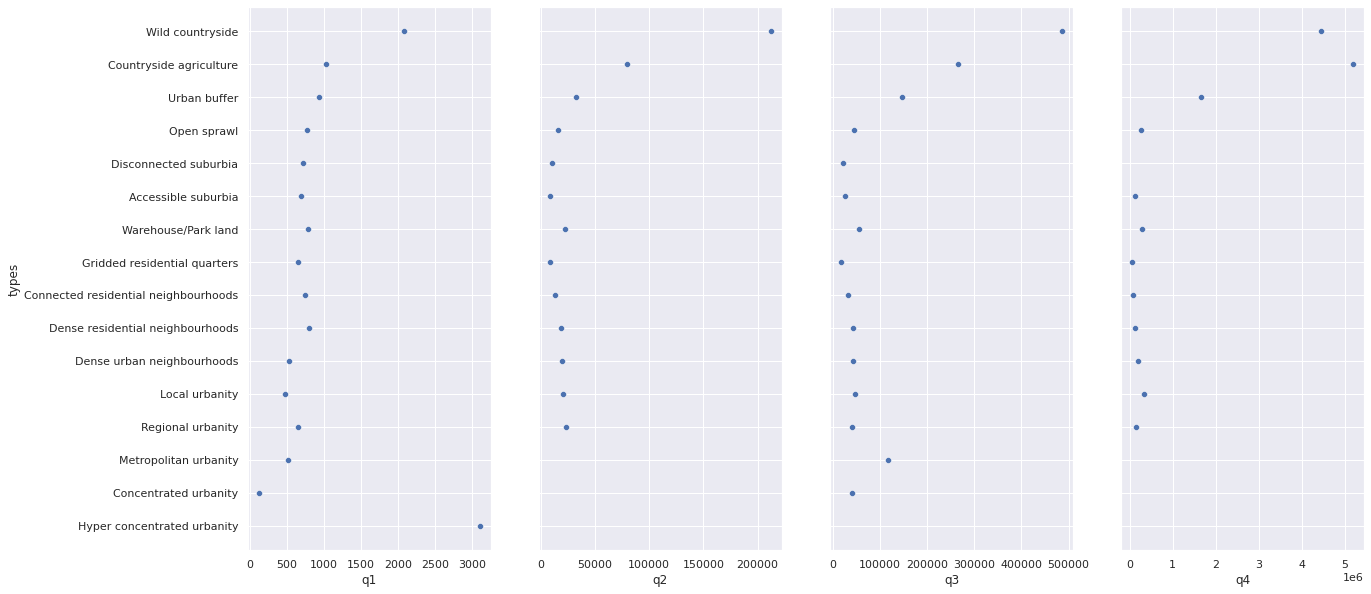 Wild countryside
Countryside agriculture
Urban buffer
Open sprawl
Disconnected suburbia
Accessible suburbia
Warehouse/Park land
Gridded residential quarters
Connected residential neighbourhoods
Dense residential neighbourhoods
Dense urban neighbourhoods
Local urbanity
Regional urbanity
Metropolitan urbanity
Concentrated urbanity
Hyper concentrated urbanity
types
0 500 1000 1500 2000 2500 3000
q1
0 50000 100000 150000 200000
q2
0 100000 200000 300000 400000 500000
q3
0 1 2 3 4 5
1e6
q4